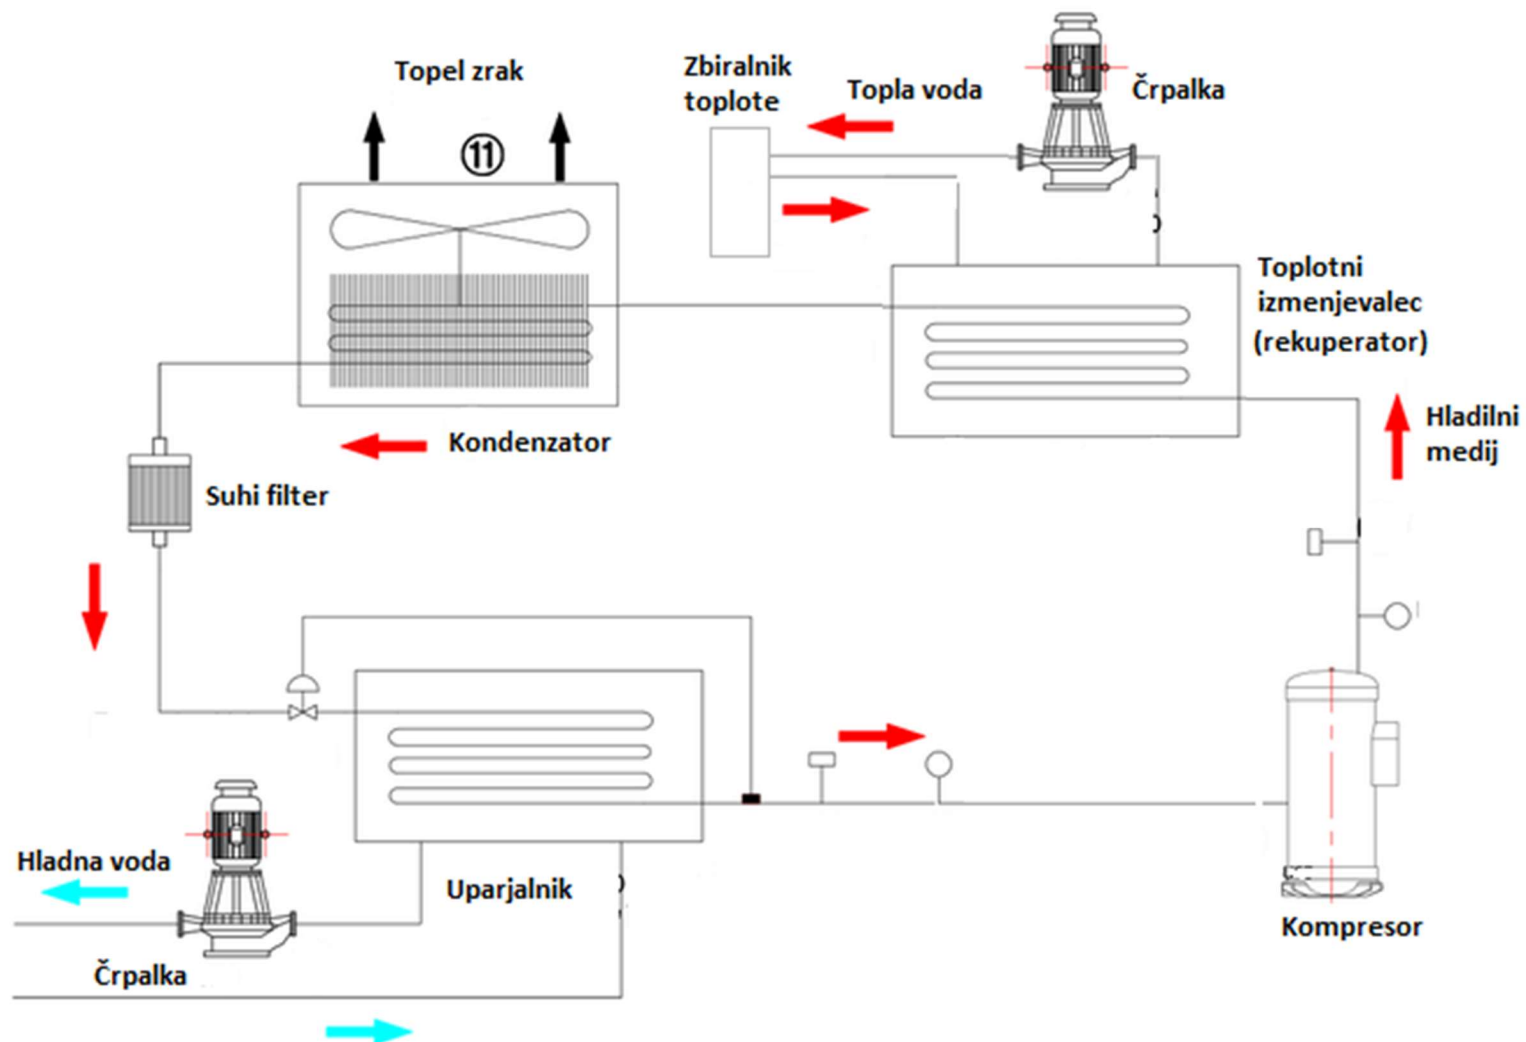 Topel zrak
⑪
Zbiralnik
toplote
Topla voda
Črpalka
Toplotni
izmenjevalec
(rekuperator)
Kondenzator
Hladilni
medij
Suhi filter
Hladna voda
Uparjalnik
Kompresor
Črpalka